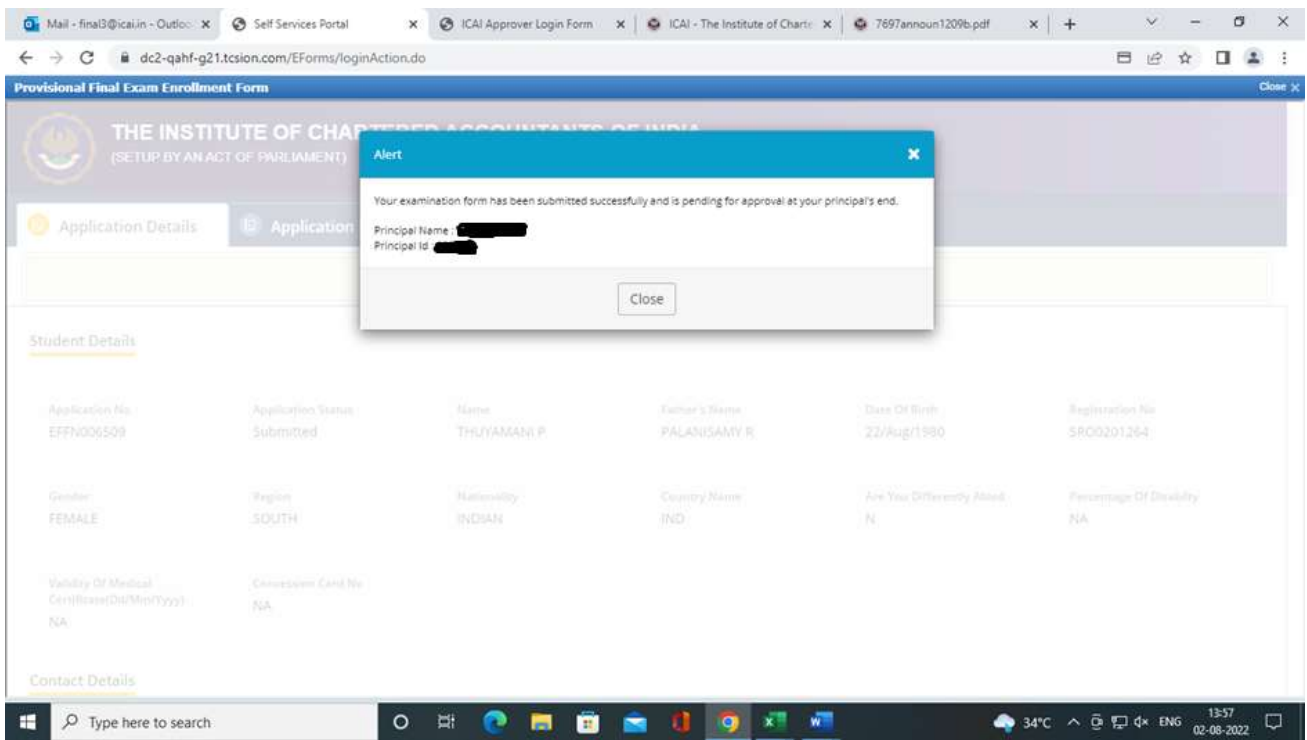 Mail - final3@icai.in - Outloo
Self Services Portal
ICAI Approver Login Form
ICAI - The Institute of Charte
7697announ1209b.pdf
dc2-qahf-g21.tcsion.com/EForms/loginAction.do
Provisional Final Exam Enrollment Form
Close
THE INSTITUTE OF CHARTERED ACCOUNTANTS OF INDIA
(SETUP BY AN ACT OF PARLIAMENT)
Alert
Your examination form has been submitted successfully and is pending for approval at your principal's end.
Principal Name :
Principal Id :
Close
Application Details
Application
Student Details
Application No
Application Status
Name
Father's Name
Date Of Birth
Registration No
EFFN006509
Submitted
THUYAMANI P
PALANISAMY R
22/Aug/1980
SRO0201264
Gender
Region
Nationality
Country Name
Are You Differently Abled
Percentage Of Disability
FEMALE
SOUTH
INDIAN
IND
N
NA
Validity Of Medical
Certificate(Dd/Mm/Yyyy)
Concession Card No
NA
NA
Contact Details
Type here to search
34°C
ENG
13:57
02-08-2022